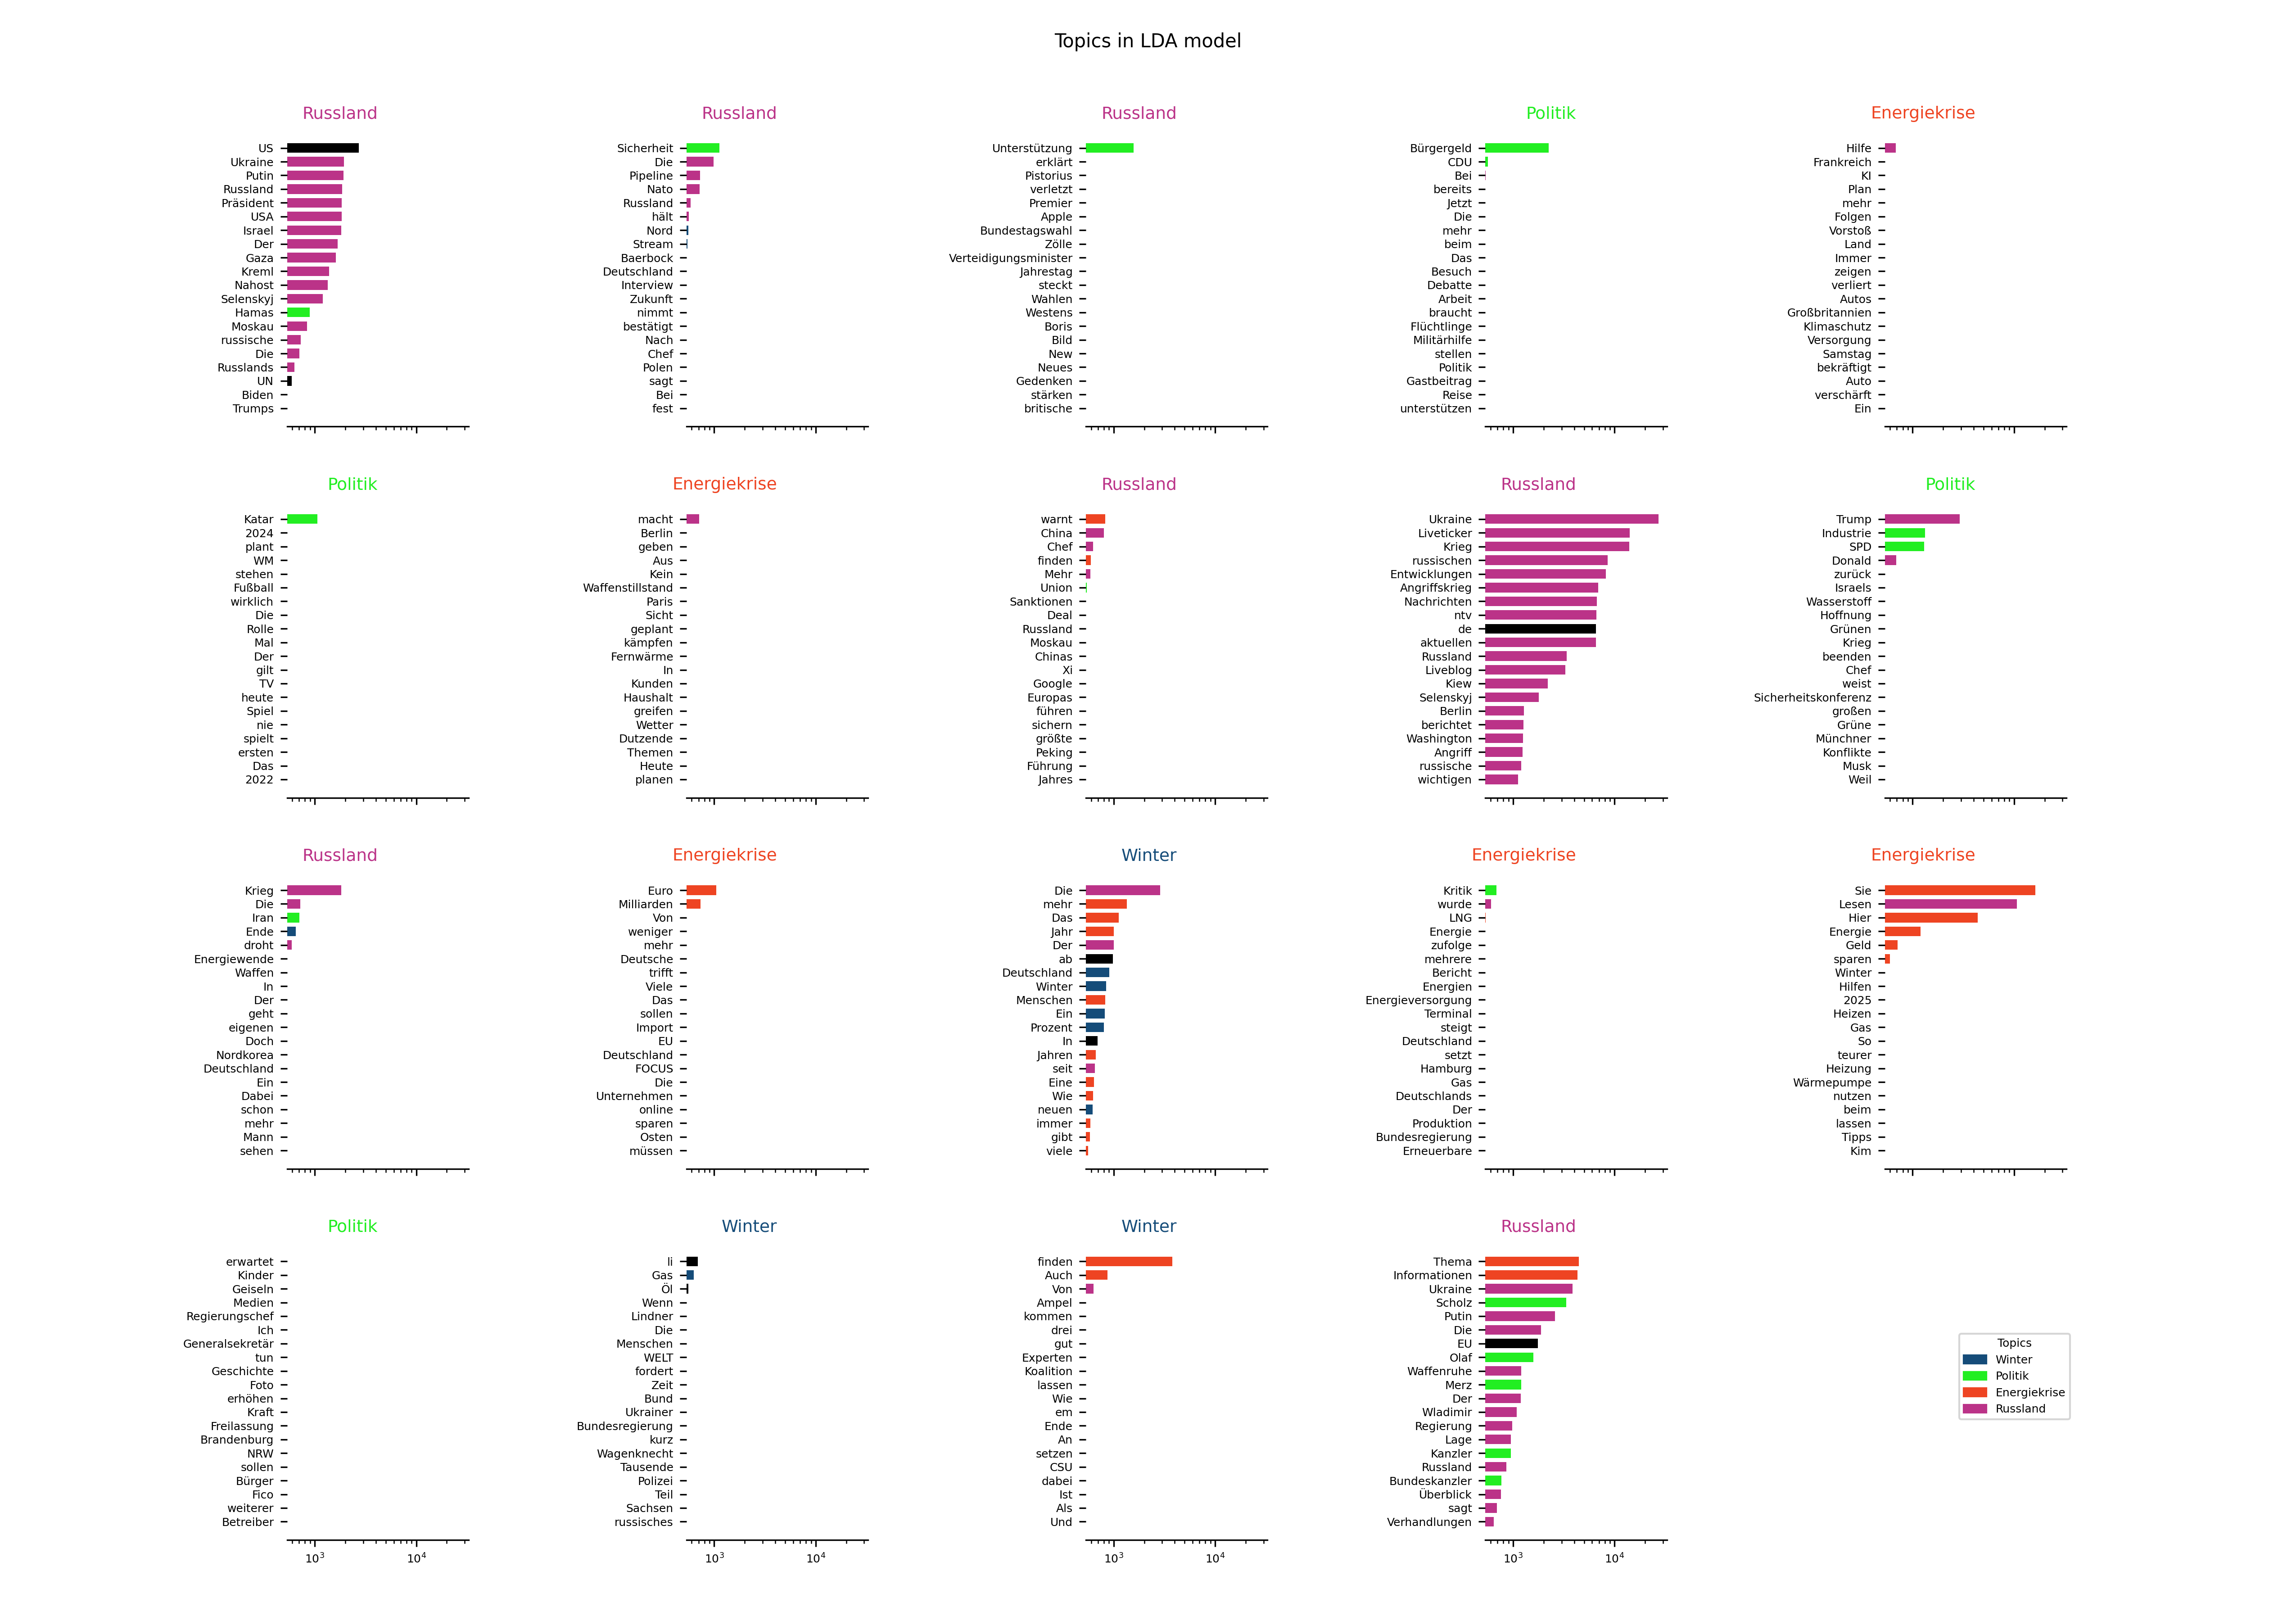 Topics in LDA model
Russland
US
Ukraine
Putin
Russland
Präsident
USA
Israel
Der
Gaza
Kreml
Nahost
Selenskyj
Hamas
Moskau
russische
Die
Russlands
UN
Biden
Trumps
Russland
Sicherheit
Die
Pipeline
Nato
Russland
hält
Nord
Stream
Baerbock
Deutschland
Interview
Zukunft
nimmt
bestätigt
Nach
Chef
Polen
sagt
Bei
fest
Russland
Unterstützung
erklärt
Pistorius
verletzt
Premier
Apple
Bundestagswahl
Zölle
Verteidigungsminister
Jahrestag
steckt
Wahlen
Westens
Boris
Bild
New
Neues
Gedenken
stärken
britische
Politik
Bürgergeld
CDU
Bei
bereits
Jetzt
Die
mehr
beim
Das
Besuch
Debatte
Arbeit
braucht
Flüchtlinge
Militärhilfe
stellen
Politik
Gastbeitrag
Reise
unterstützen
Energiekrise
Hilfe
Frankreich
KI
Plan
mehr
Folgen
Vorstoß
Land
Immer
zeigen
verliert
Autos
Großbritannien
Klimaschutz
Versorgung
Samstag
bekräftigt
Auto
verschärft
Ein
Politik
Katar
2024
plant
WM
stehen
Fußball
wirklich
Die
Rolle
Mal
Der
gilt
TV
heute
Spiel
nie
spielt
ersten
Das
2022
Energiekrise
macht
Berlin
geben
Aus
Kein
Waffenstillstand
Paris
Sicht
geplant
kämpfen
Fernwärme
In
Kunden
Haushalt
greifen
Wetter
Dutzende
Themen
Heute
planen
Russland
warnt
China
Chef
finden
Mehr
Union
Sanktionen
Deal
Russland
Moskau
Chinas
Xi
Google
Europas
führen
sichern
größte
Peking
Führung
Jahres
Russland
Ukraine
Liveticker
Krieg
russischen
Entwicklungen
Angriffskrieg
Nachrichten
ntv
de
aktuellen
Russland
Liveblog
Kiew
Selenskyj
Berlin
berichtet
Washington
Angriff
russische
wichtigen
Politik
Trump
Industrie
SPD
Donald
zurück
Israels
Wasserstoff
Hoffnung
Grünen
Krieg
beenden
Chef
weist
Sicherheitskonferenz
großen
Grüne
Münchner
Konflikte
Musk
Weil
Russland
Krieg
Die
Iran
Ende
droht
Energiewende
Waffen
In
Der
geht
eigenen
Doch
Nordkorea
Deutschland
Ein
Dabei
schon
mehr
Mann
sehen
Energiekrise
Euro
Milliarden
Von
weniger
mehr
Deutsche
trifft
Viele
Das
sollen
Import
EU
Deutschland
FOCUS
Die
Unternehmen
online
sparen
Osten
müssen
Winter
Die
mehr
Das
Jahr
Der
ab
Deutschland
Winter
Menschen
Ein
Prozent
In
Jahren
seit
Eine
Wie
neuen
immer
gibt
viele
Energiekrise
Kritik
wurde
LNG
Energie
zufolge
mehrere
Bericht
Energien
Energieversorgung
Terminal
steigt
Deutschland
setzt
Hamburg
Gas
Deutschlands
Der
Produktion
Bundesregierung
Erneuerbare
Energiekrise
Sie
Lesen
Hier
Energie
Geld
sparen
Winter
Hilfen
2025
Heizen
Gas
So
teurer
Heizung
Wärmepumpe
nutzen
beim
lassen
Tipps
Kim
Politik
erwartet
Kinder
Geiseln
Medien
Regierungschef
Ich
Generalsekretär
tun
Geschichte
Foto
erhöhen
Kraft
Freilassung
Brandenburg
NRW
sollen
Bürger
Fico
weiterer
Betreiber
10³ 10⁴
Winter
li
Gas
Öl
Wenn
Lindner
Die
Menschen
WELT
fordert
Zeit
Bund
Ukrainer
Bundesregierung
kurz
Wagenknecht
Tausende
Polizei
Teil
Sachsen
russisches
10³ 10⁴
Winter
finden
Auch
Von
Ampel
kommen
drei
gut
Experten
Koalition
lassen
Wie
em
Ende
An
setzen
CSU
dabei
Ist
Als
Und
10³ 10⁴
Russland
Thema
Informationen
Ukraine
Scholz
Putin
Die
EU
Olaf
Waffenruhe
Merz
Der
Wladimir
Regierung
Lage
Kanzler
Russland
Bundeskanzler
Überblick
sagt
Verhandlungen
10³ 10⁴
Topics
Winter
Politik
Energiekrise
Russland